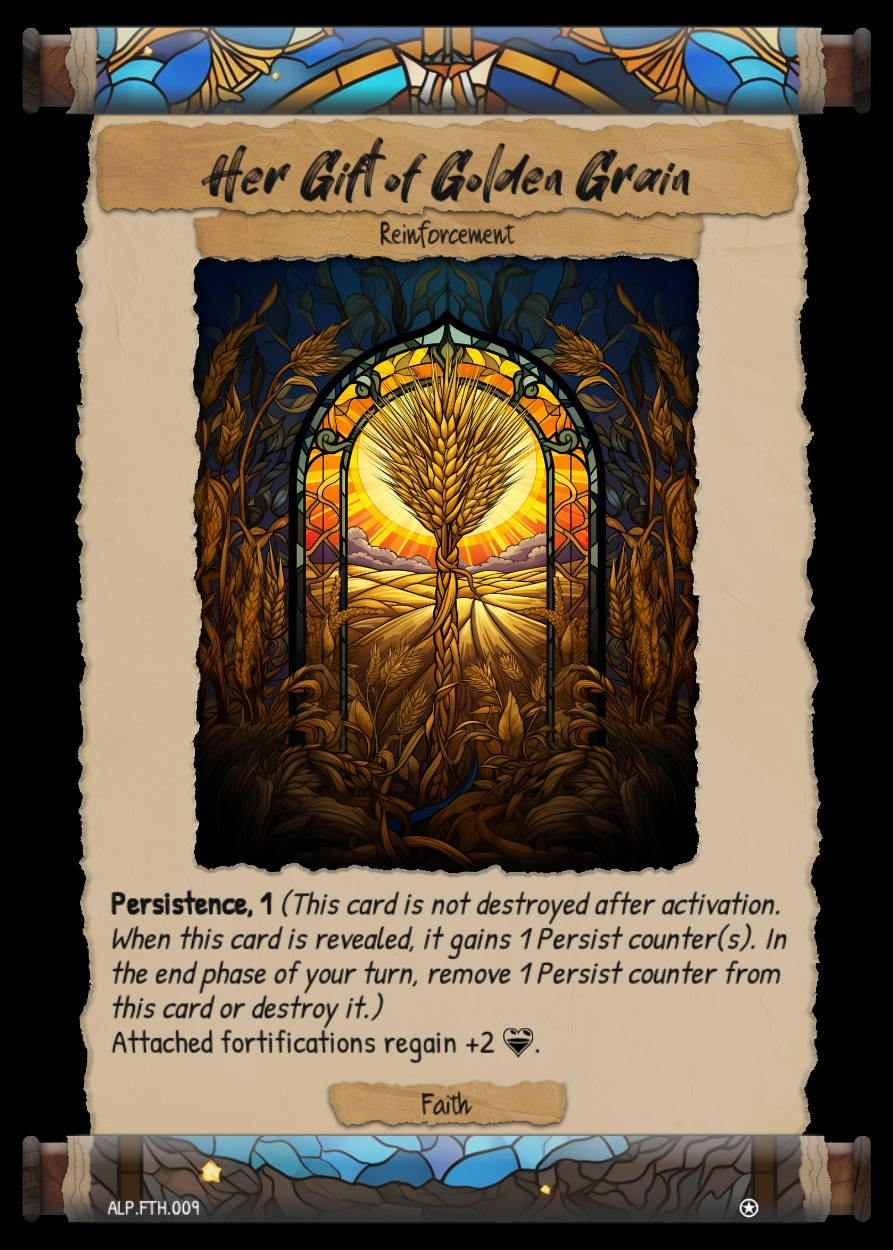 Her Gift of Golden Grain
Reinforcement
Persistence, 1 (This card is not destroyed after activation.
When this card is revealed, it gains 1 Persist counter(s). In
the end phase of your turn, remove 1 Persist counter from
this card or destroy it.)
Attached fortifications regain +2 .
Faith
ALP.FTH.009